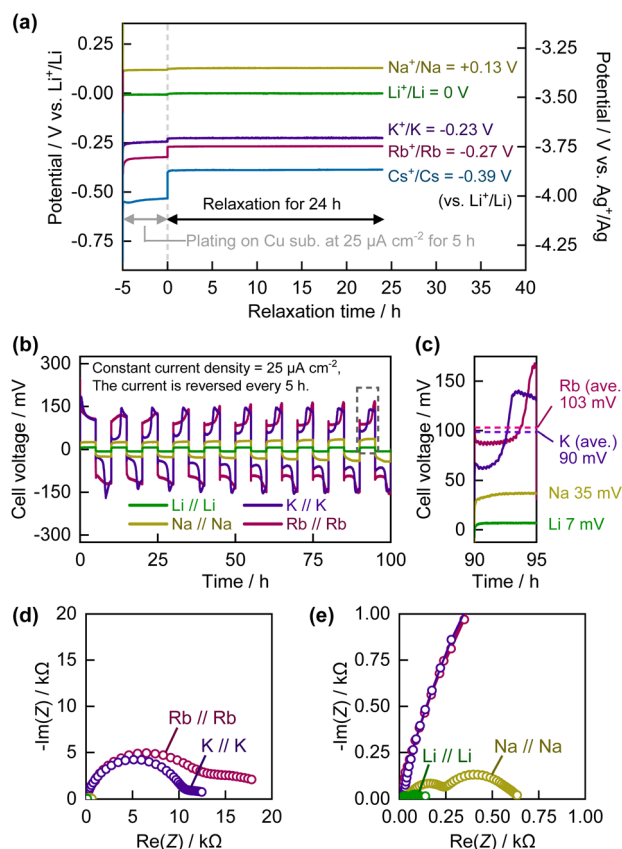 (a)
Potential / V vs. Li⁺/Li
0.25
-0.00
-0.25
-0.50
-0.75
Na⁺/Na = +0.13 V
Li⁺/Li = 0 V
K⁺/K = -0.23 V
Rb⁺/Rb = -0.27 V
Cs⁺/Cs = -0.39 V
(vs. Li⁺/Li)
Relaxation for 24 h
Plating on Cu sub. at 25 µA cm⁻² for 5 h
-3.25
-3.50
-3.75
-4.00
-4.25
Potential / V vs. Ag⁺/Ag
-5 0 5 10 15 20 25 30 35 40
Relaxation time / h
(b)
Cell voltage / mV
300
150
0
-150
-300
Constant current density = 25 µA cm⁻²,
The current is reversed every 5 h.
Li // Li
K // K
Na // Na
Rb // Rb
0 25 50 75 100
Time / h
(c)
Cell voltage / mV
150
100
50
0
Rb (ave.
103 mV
K (ave.)
90 mV
Na 35 mV
Li 7 mV
90 95
Time / h
(d)
-Im(Z) / kΩ
20
15
10
5
0
Rb // Rb
K // K
0 5 10 15 20
Re(Z) / kΩ
(e)
-Im(Z) / kΩ
1.00
0.75
0.50
0.25
0.00
Li // Li
Na // Na
0.00 0.25 0.50 0.75 1.00
Re(Z) / kΩ